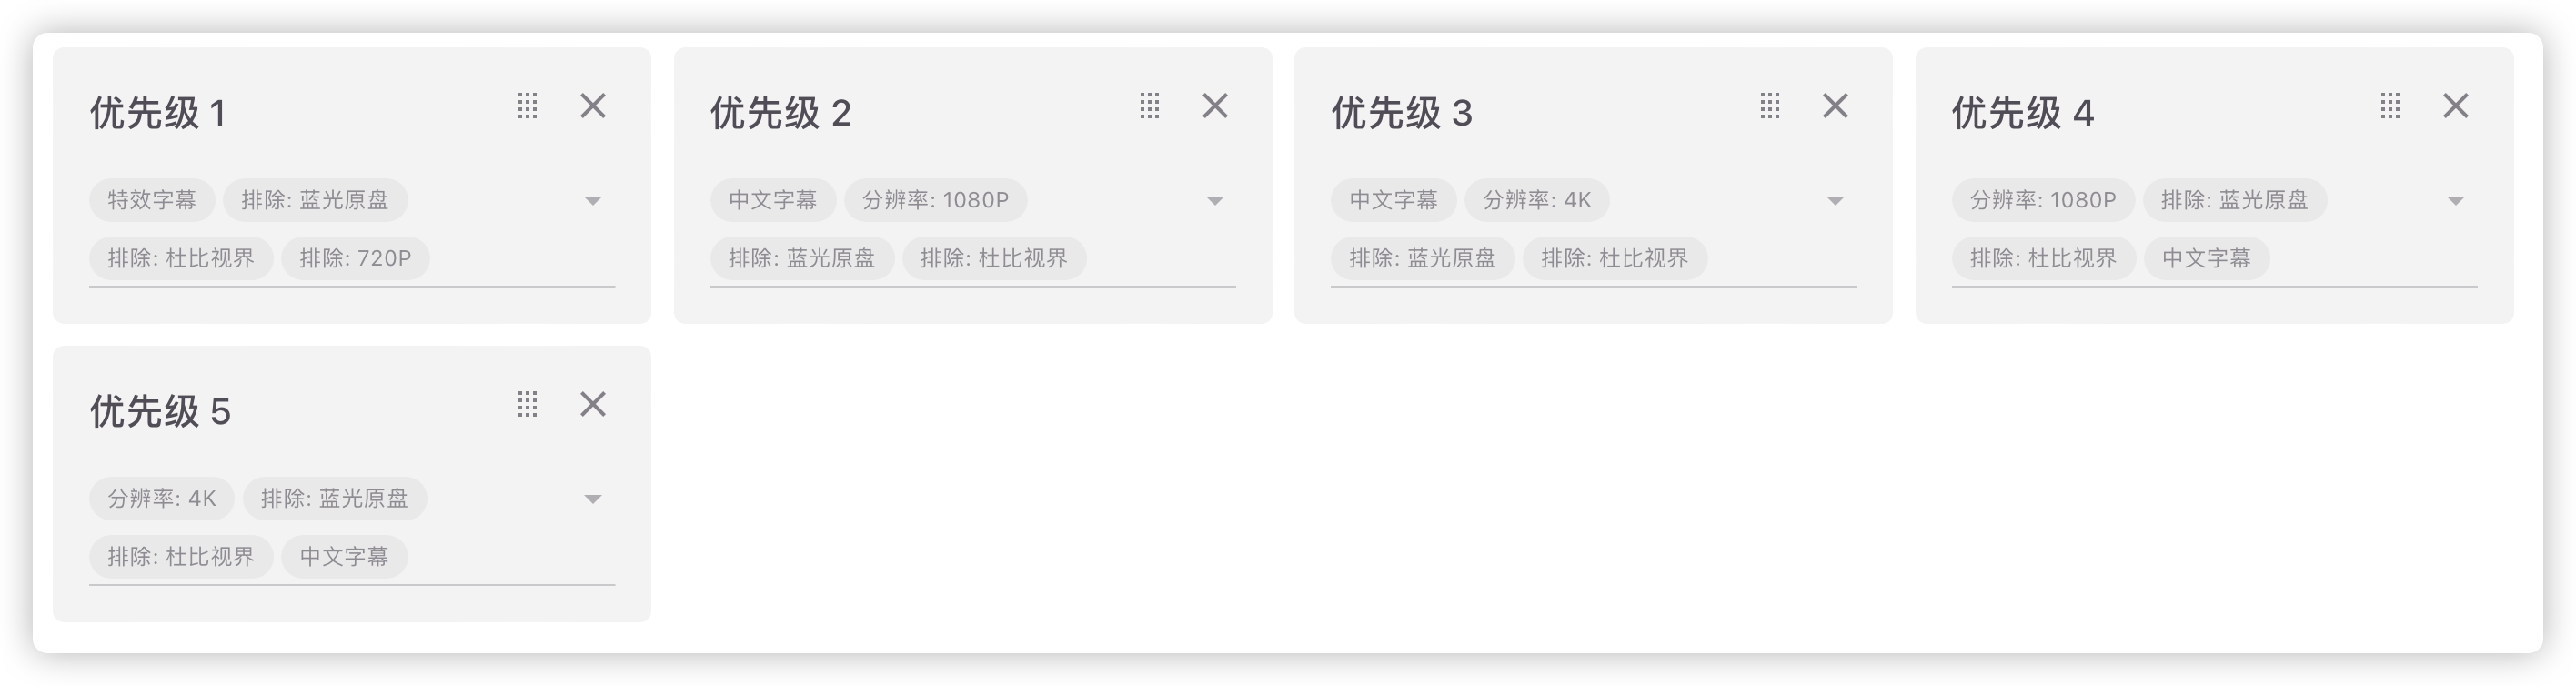 优先级 1
特效字幕 排除: 蓝光原盘
排除: 杜比视界 排除: 720P
优先级 2
中文字幕 分辨率: 1080P
排除: 蓝光原盘 排除: 杜比视界
优先级 3
中文字幕 分辨率: 4K
排除: 蓝光原盘 排除: 杜比视界
优先级 4
分辨率: 1080P 排除: 蓝光原盘
排除: 杜比视界 中文字幕
优先级 5
分辨率: 4K 排除: 蓝光原盘
排除: 杜比视界 中文字幕